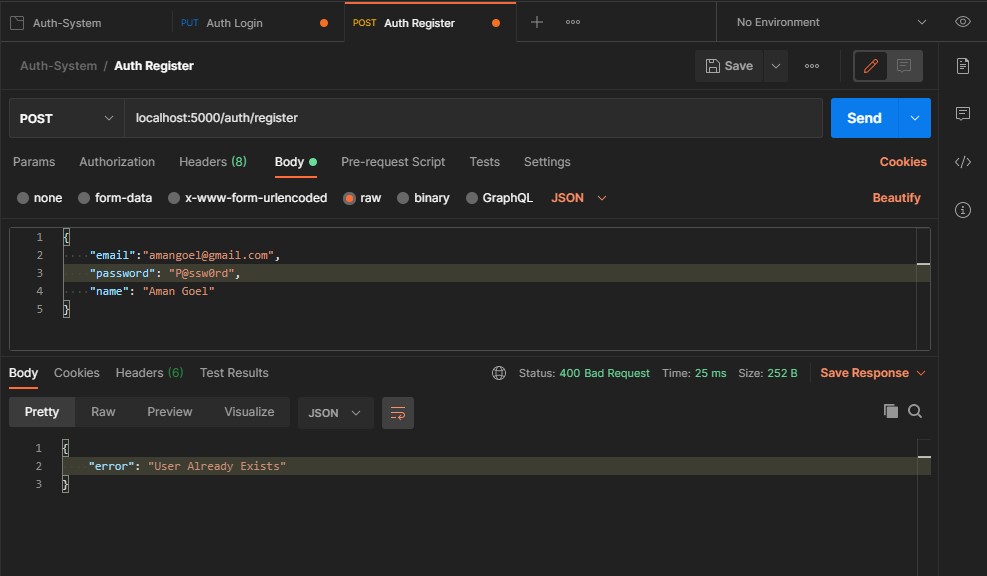 Auth-System PUT Auth Login POST Auth Register No Environment
Auth-System / Auth Register Save
POST localhost:5000/auth/register Send
Params Authorization Headers (8) Body Pre-request Script Tests Settings Cookies
none form-data x-www-form-urlencoded raw binary GraphQL JSON Beautify
1 {
2 "email":"amangoel@gmail.com",
3 "password": "P@ssw0rd",
4 "name": "Aman Goel"
5 }
Body Cookies Headers (6) Test Results Status: 400 Bad Request Time: 25 ms Size: 252 B Save Response
Pretty Raw Preview Visualize JSON
1 {
2 "error": "User Already Exists"
3 }